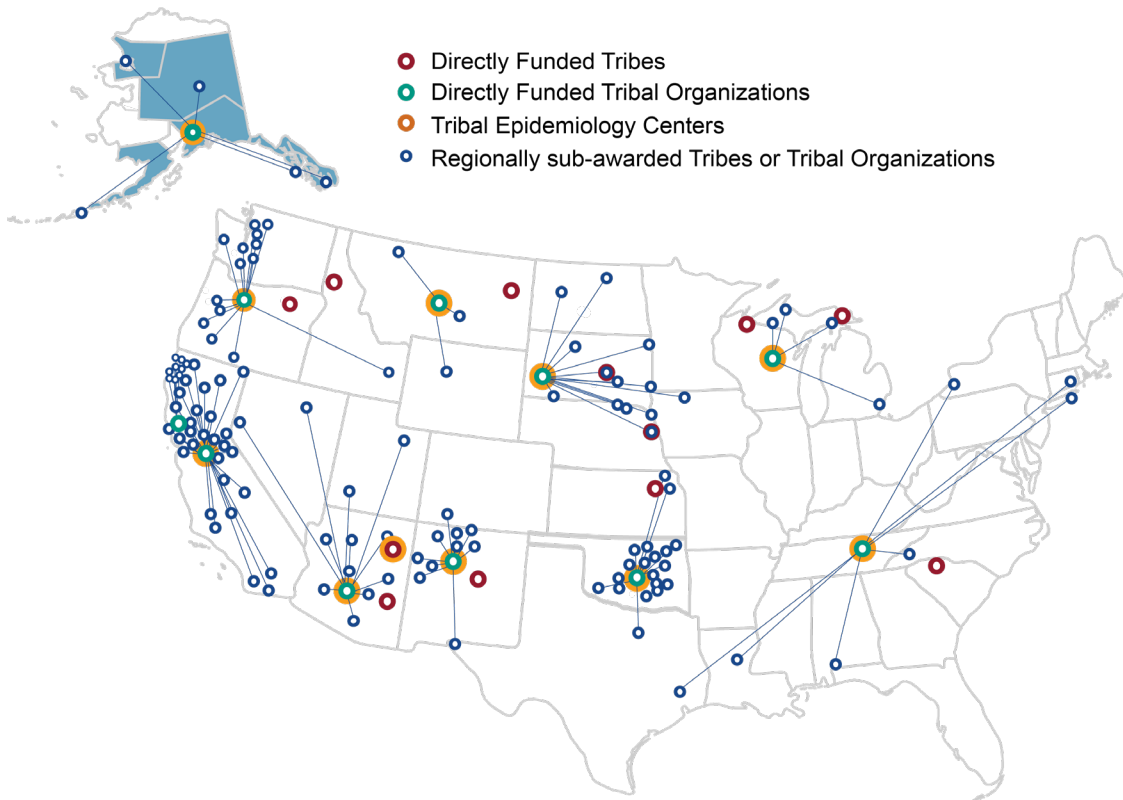 Directly Funded Tribes
Directly Funded Tribal Organizations
Tribal Epidemiology Centers
Regionally sub-awarded Tribes or Tribal Organizations